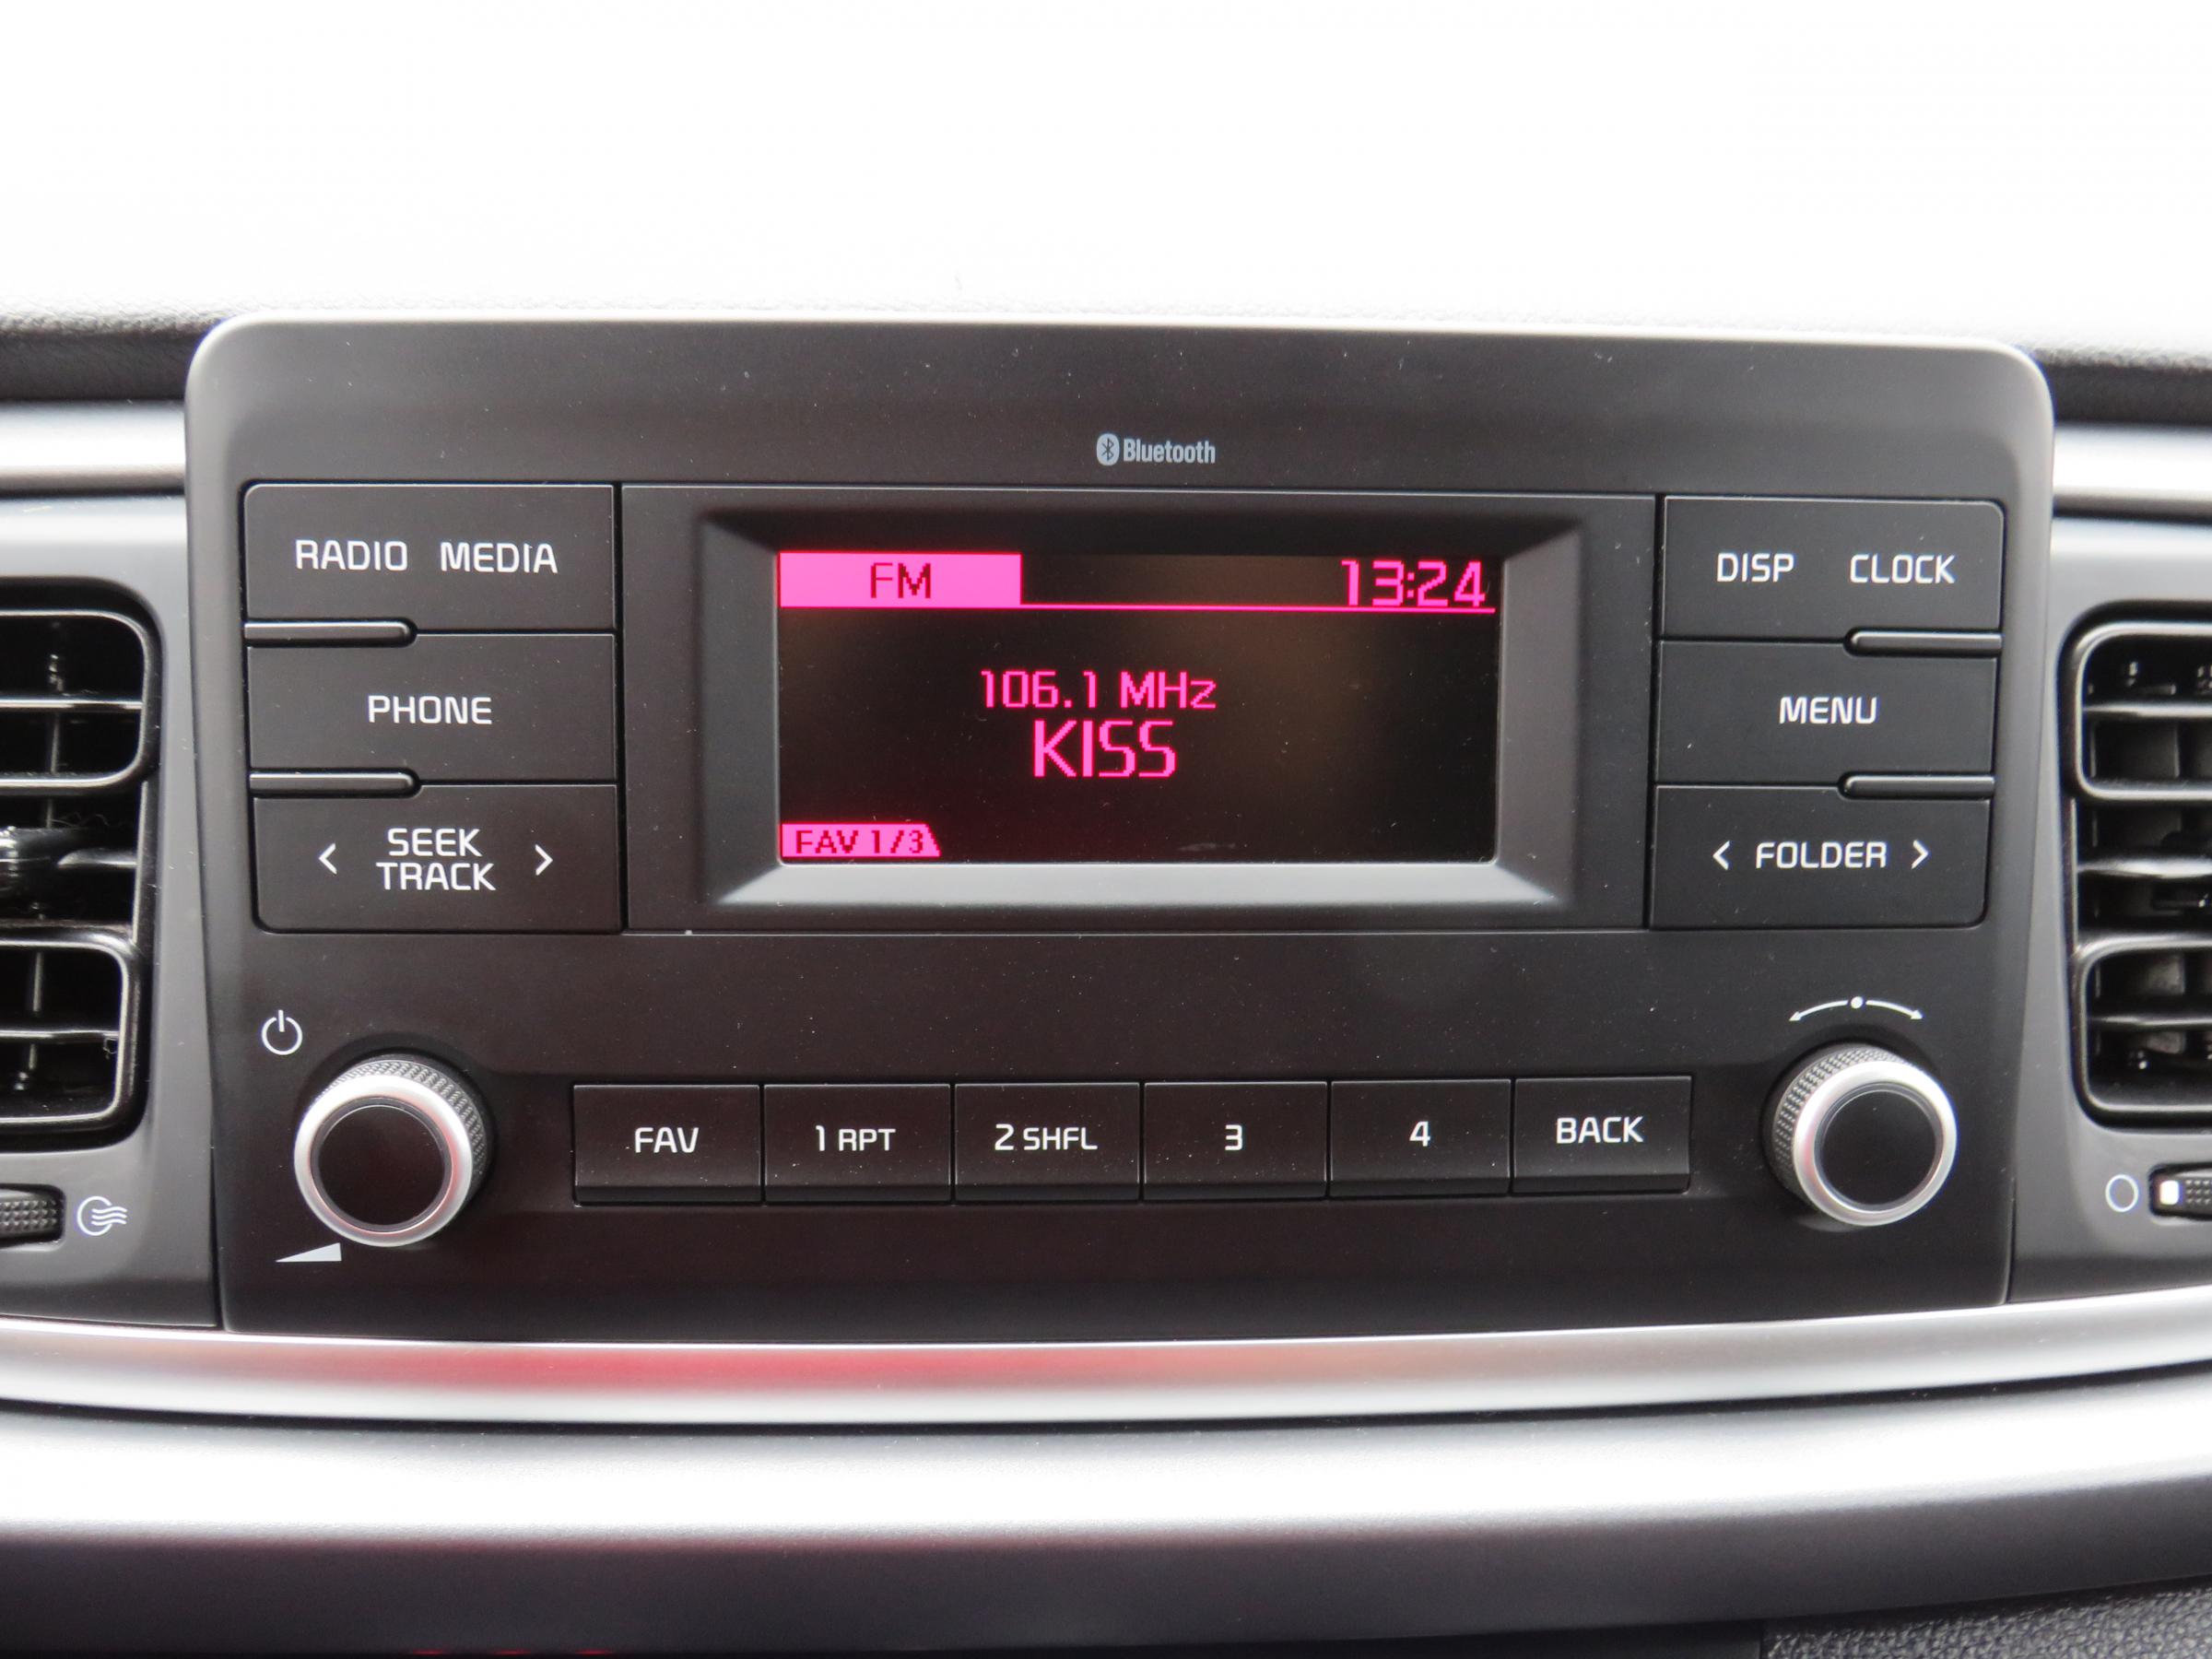 Bluetooth
RADIO MEDIA
PHONE
< SEEK TRACK >
FM 13:24
106.1 MHz
KISS
FAV 1/3
DISP CLOCK
MENU
< FOLDER >
FAV 1 RPT 2 SHFL 3 4 BACK